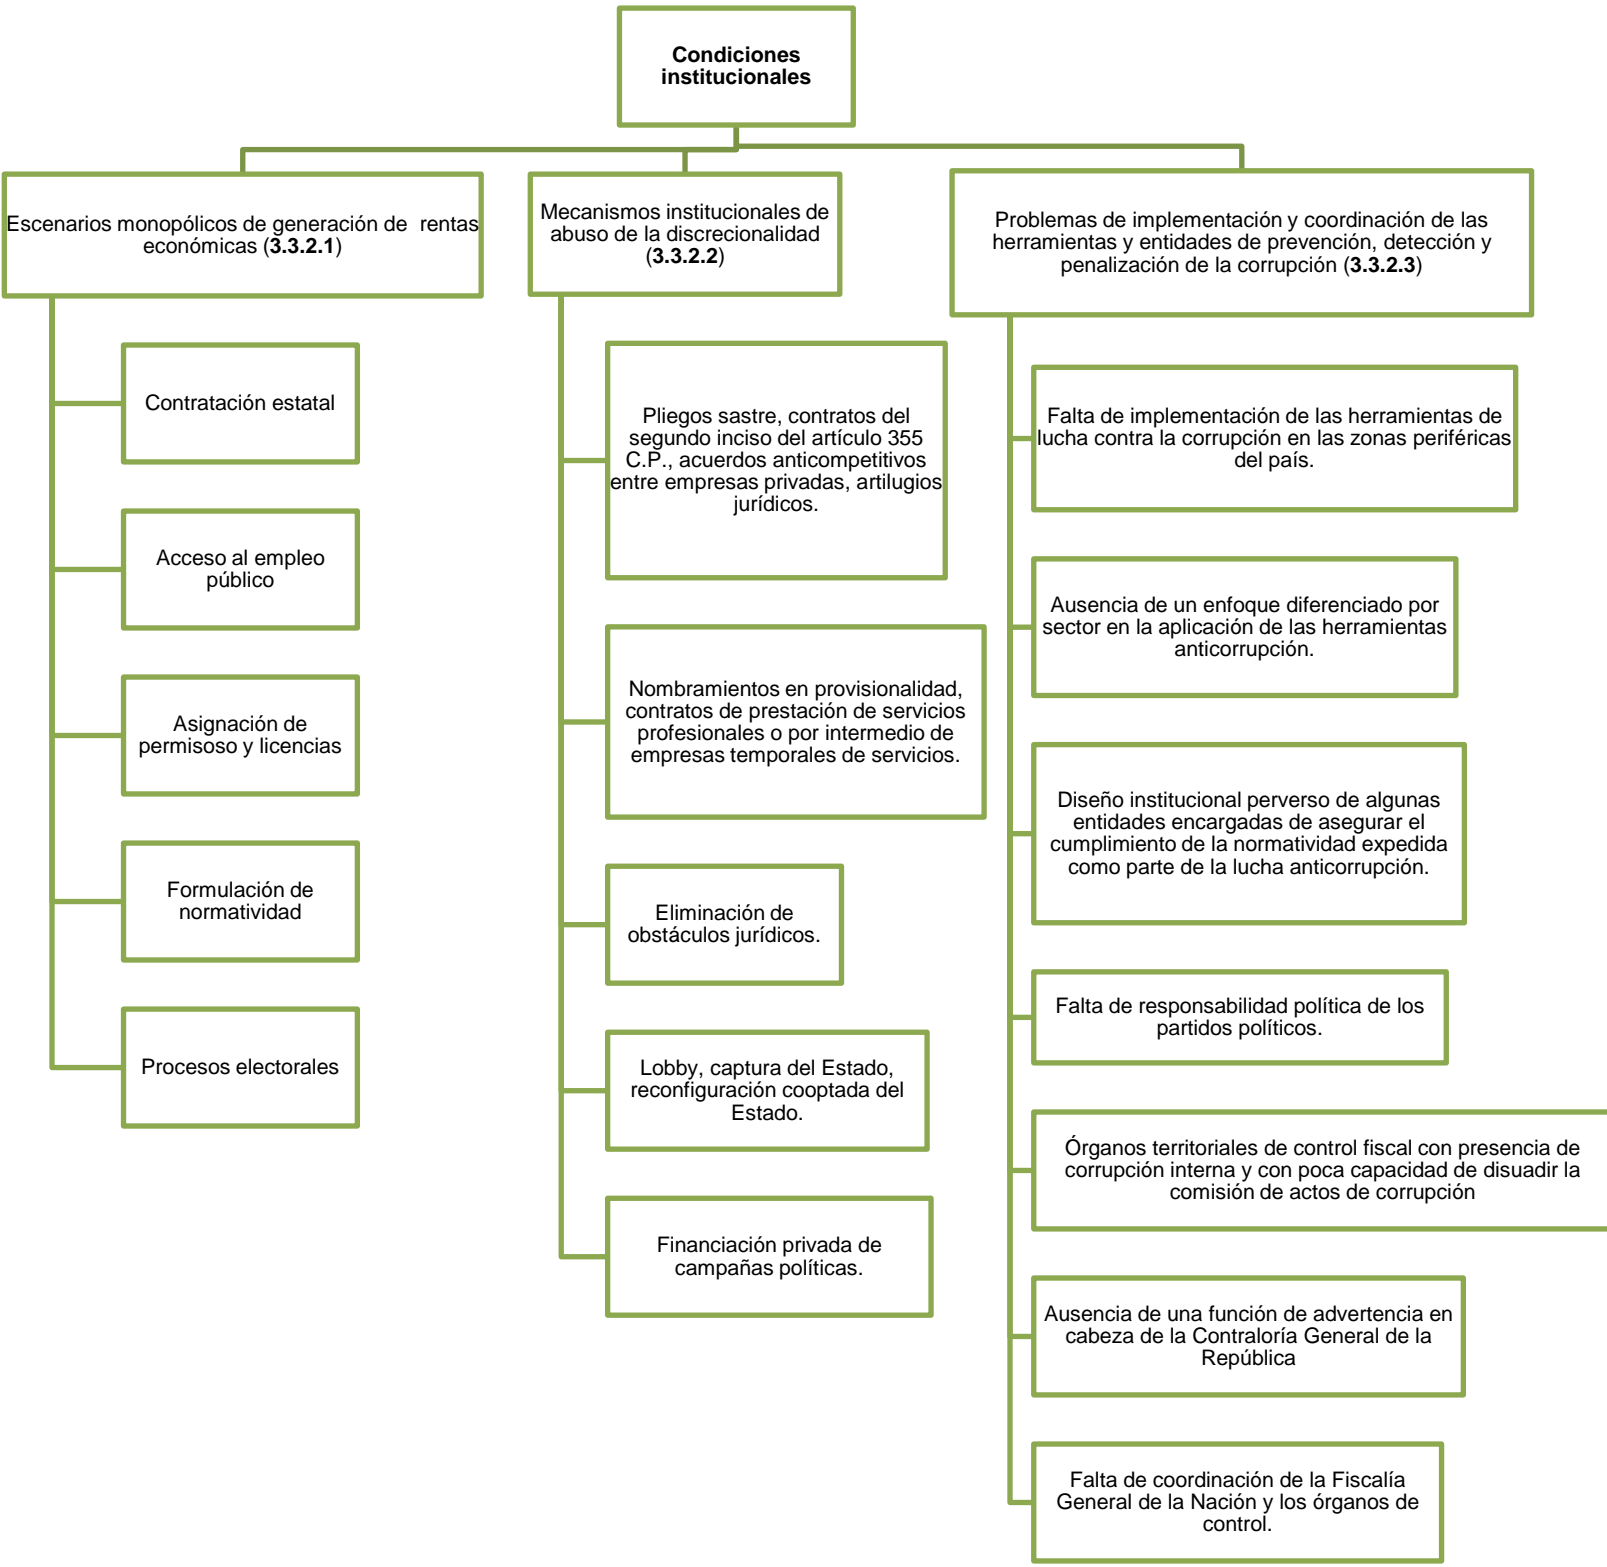 Condiciones
institucionales
Escenarios monopólicos de generación de rentas
económicas (3.3.2.1)
Contratación estatal
Acceso al empleo
público
Asignación de
permisoso y licencias
Formulación de
normatividad
Procesos electorales
Mecanismos institucionales de
abuso de la discrecionalidad
(3.3.2.2)
Pliegos sastre, contratos del
segundo inciso del artículo 355
C.P., acuerdos anticompetitivos
entre empresas privadas, artilugios
jurídicos.
Nombramientos en provisionalidad,
contratos de prestación de servicios
profesionales o por intermedio de
empresas temporales de servicios.
Eliminación de
obstáculos jurídicos.
Lobby, captura del Estado,
reconfiguración cooptada del
Estado.
Financiación privada de
campañas políticas.
Problemas de implementación y coordinación de las
herramientas y entidades de prevención, detección y
penalización de la corrupción (3.3.2.3)
Falta de implementación de las herramientas de
lucha contra la corrupción en las zonas periféricas
del país.
Ausencia de un enfoque diferenciado por
sector en la aplicación de las herramientas
anticorrupción.
Diseño institucional perverso de algunas
entidades encargadas de asegurar el
cumplimiento de la normatividad expedida
como parte de la lucha anticorrupción.
Falta de responsabilidad política de los
partidos políticos.
Órganos territoriales de control fiscal con presencia de
corrupción interna y con poca capacidad de disuadir la
comisión de actos de corrupción
Ausencia de una función de advertencia en
cabeza de la Contraloría General de la
República
Falta de coordinación de la Fiscalía
General de la Nación y los órganos de
control.